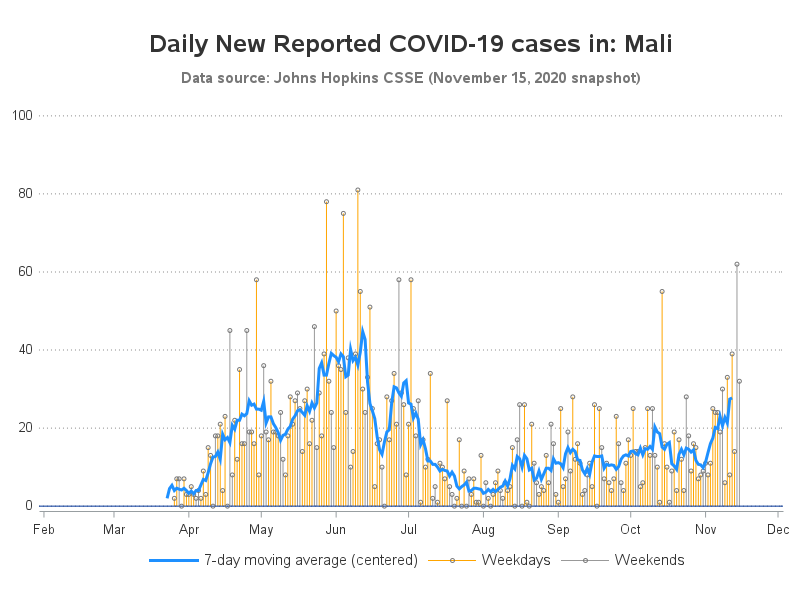 Daily New Reported COVID-19 cases in: Mali
Data source: Johns Hopkins CSSE (November 15, 2020 snapshot)
100
80
60
40
20
0
Feb Mar Apr May Jun Jul Aug Sep Oct Nov Dec
7-day moving average (centered) Weekdays Weekends